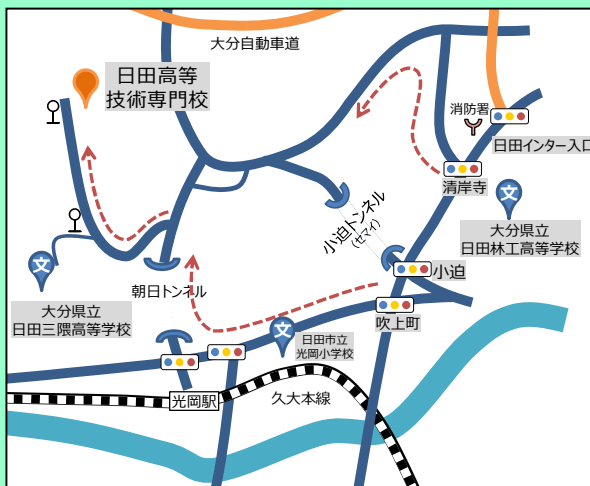 大分自動車道
日田高等
技術専門校
消防署
日田インター入口
清岸寺
文
大分県立
日田林工高等学校
小迫トンネル
(セマイ)
小迫
文
朝日トンネル
大分県立
日田三隈高等学校
吹上町
文
日田市立
光岡小学校
光岡駅
久大本線